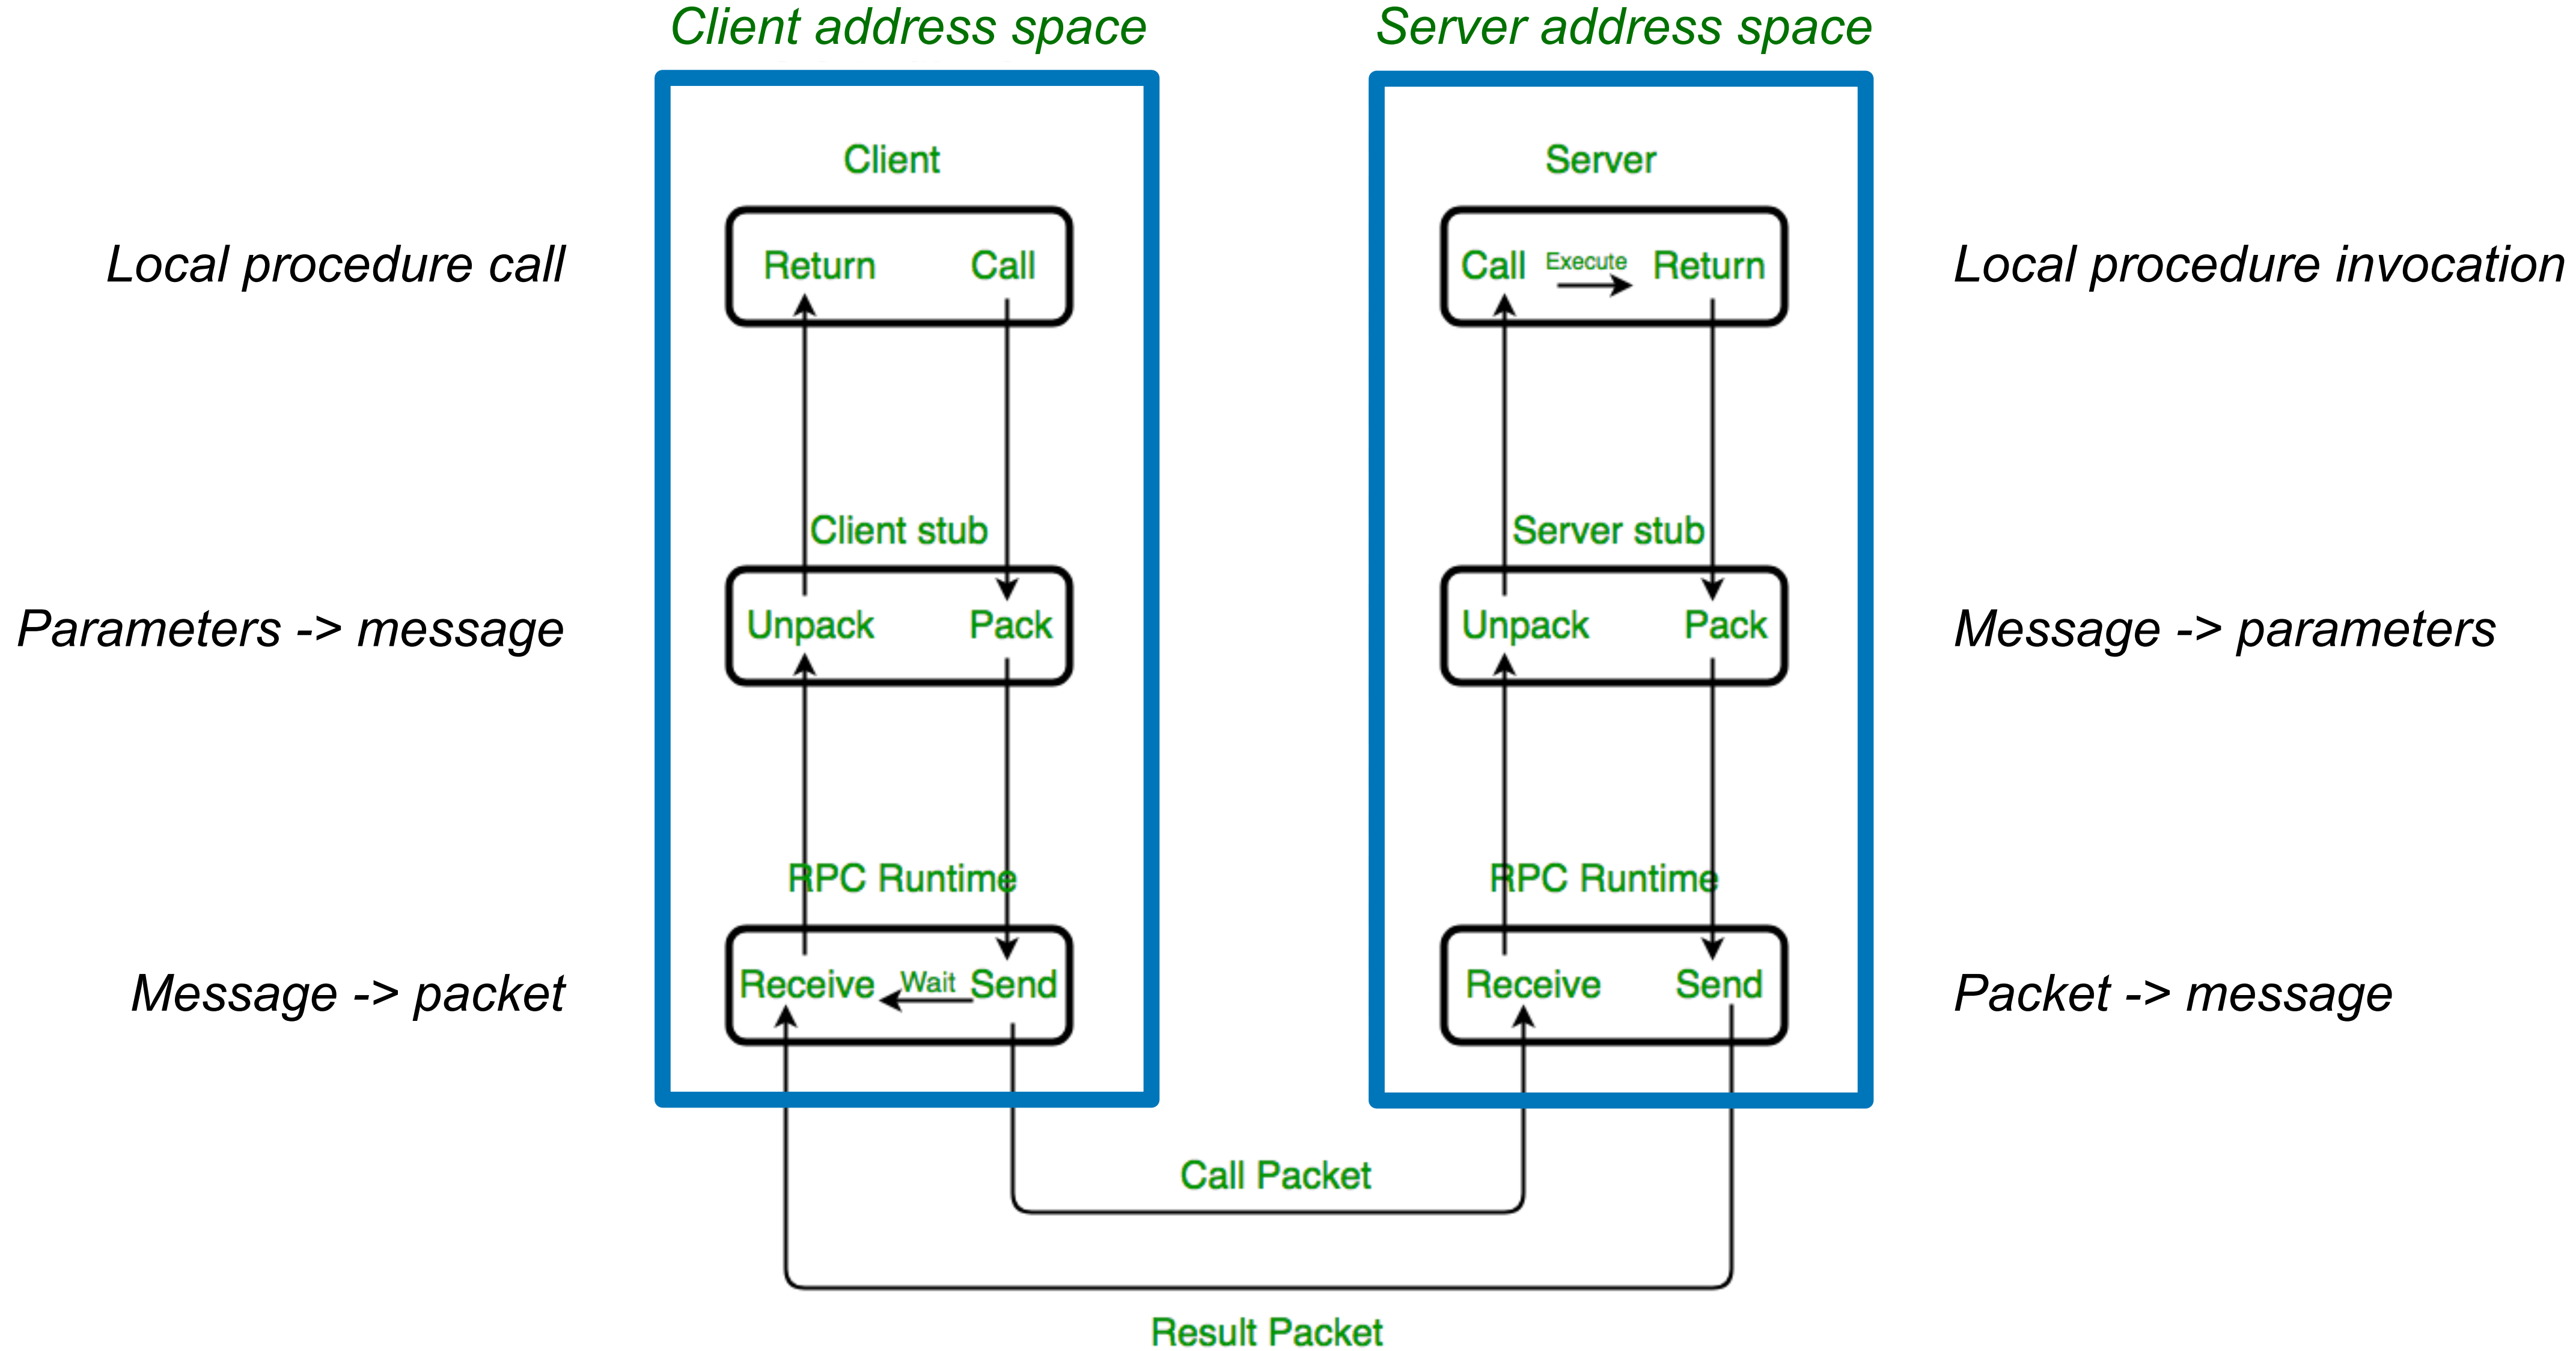 Client address space
Server address space
Client
Server
Local procedure call
Return
Call
Call
Execute
Return
Local procedure invocation
Client stub
Server stub
Parameters -> message
Unpack
Pack
Unpack
Pack
Message -> parameters
RPC Runtime
RPC Runtime
Message -> packet
Receive
Wait
Send
Receive
Send
Packet -> message
Call Packet
Result Packet